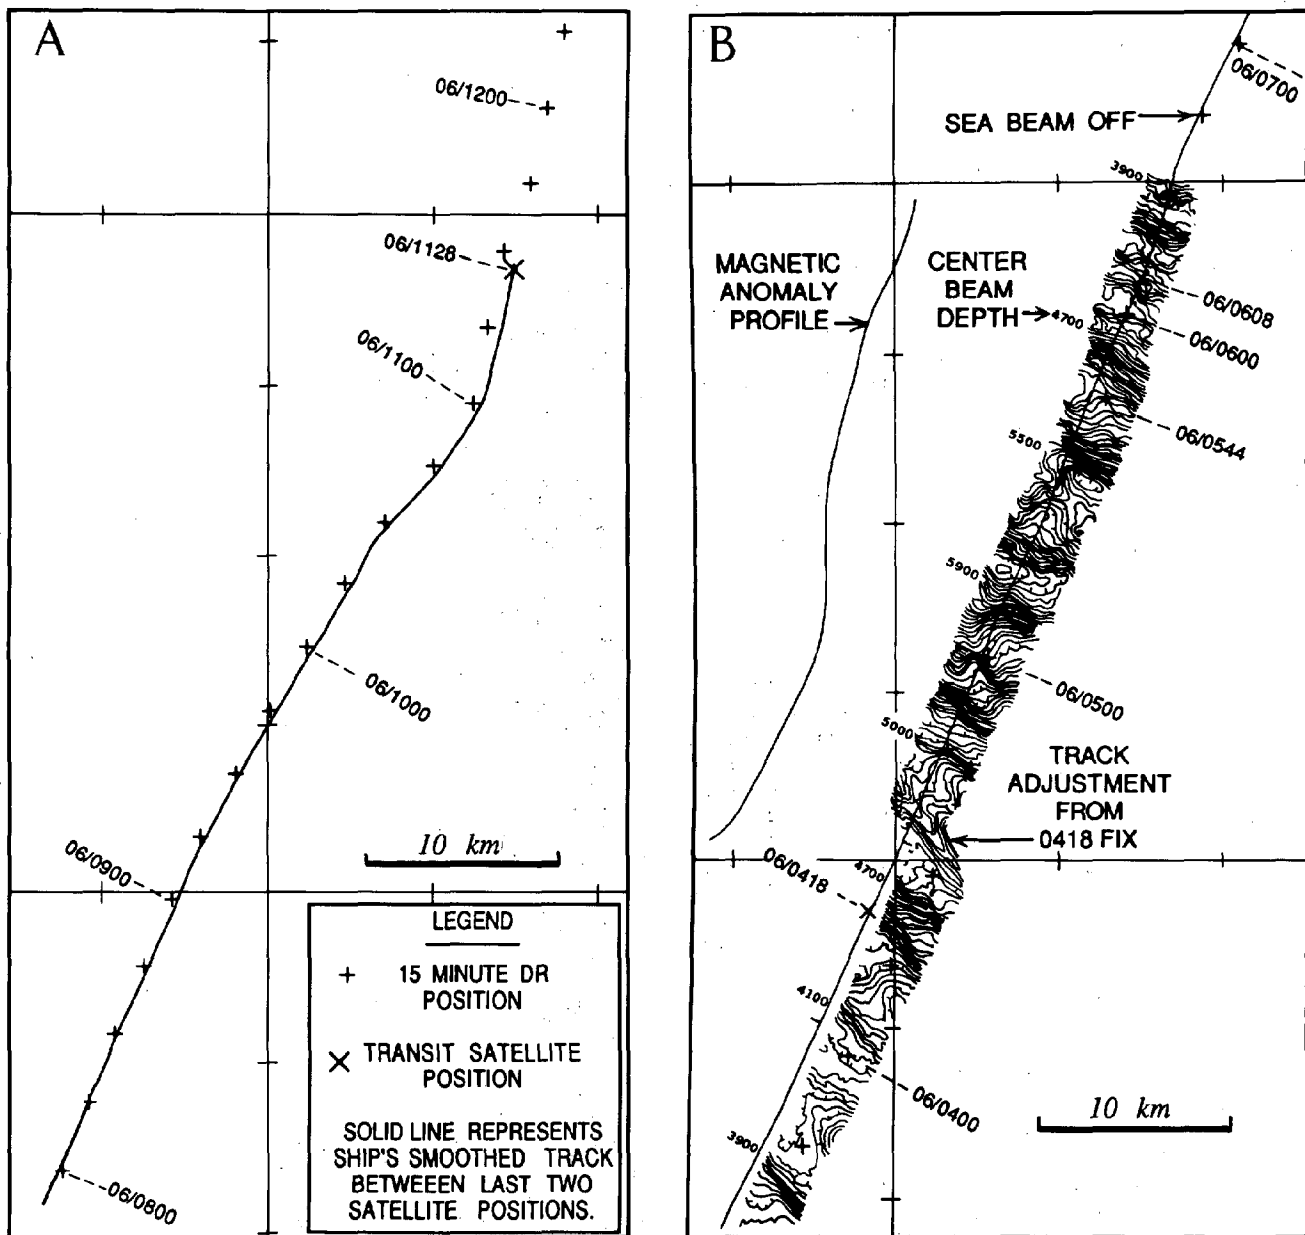 A
06/1200
06/1128
06/1100
06/1000
06/0900
06/0800
10 km
LEGEND
+ 15 MINUTE DR
POSITION
× TRANSIT SATELLITE
POSITION
SOLID LINE REPRESENTS
SHIP'S SMOOTHED TRACK
BETWEEEN LAST TWO
SATELLITE POSITIONS.
B
06/0700
SEA BEAM OFF
3900
MAGNETIC
ANOMALY
PROFILE
CENTER
BEAM
DEPTH
4700
06/0608
06/0600
06/0544
5500
5900
06/0500
5000
TRACK
ADJUSTMENT
FROM
0418 FIX
4700
06/0418
4100
06/0400
3900
10 km